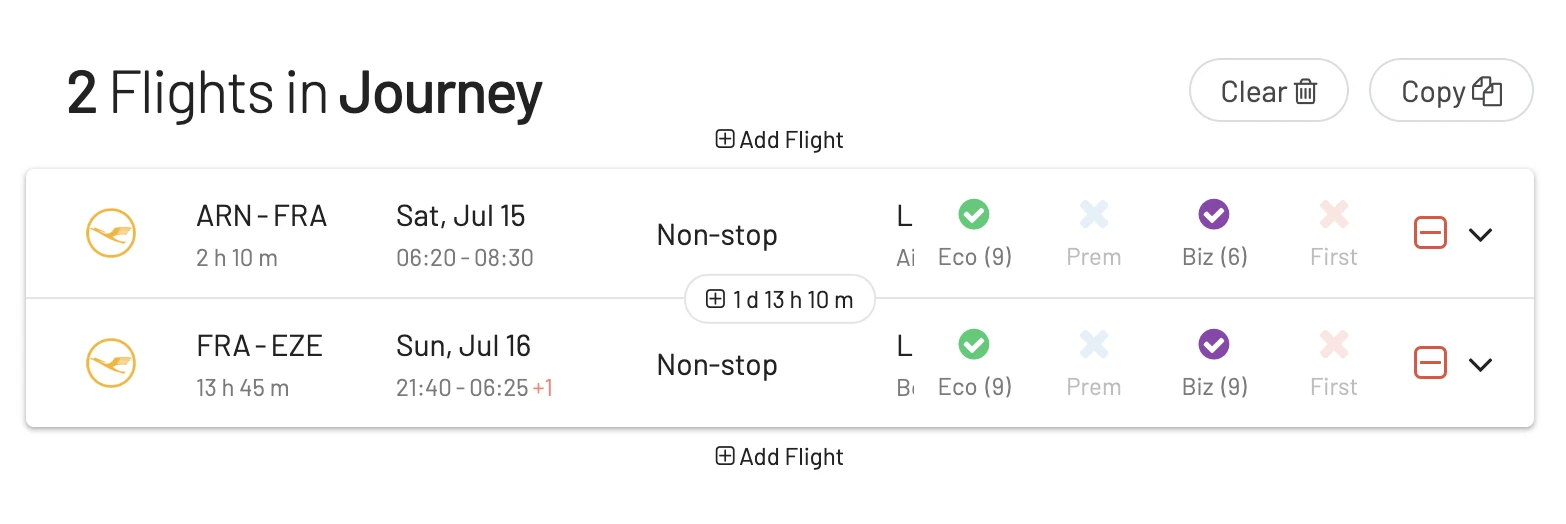 2 Flights in Journey
Clear
Copy
Add Flight
ARN - FRA
2 h 10 m
Sat, Jul 15
06:20 - 08:30
Non-stop
L
Ai
Eco (9)
Prem
Biz (6)
First
1 d 13 h 10 m
FRA - EZE
13 h 45 m
Sun, Jul 16
21:40 - 06:25 +1
Non-stop
L
Eco (9)
Prem
Biz (9)
First
Add Flight